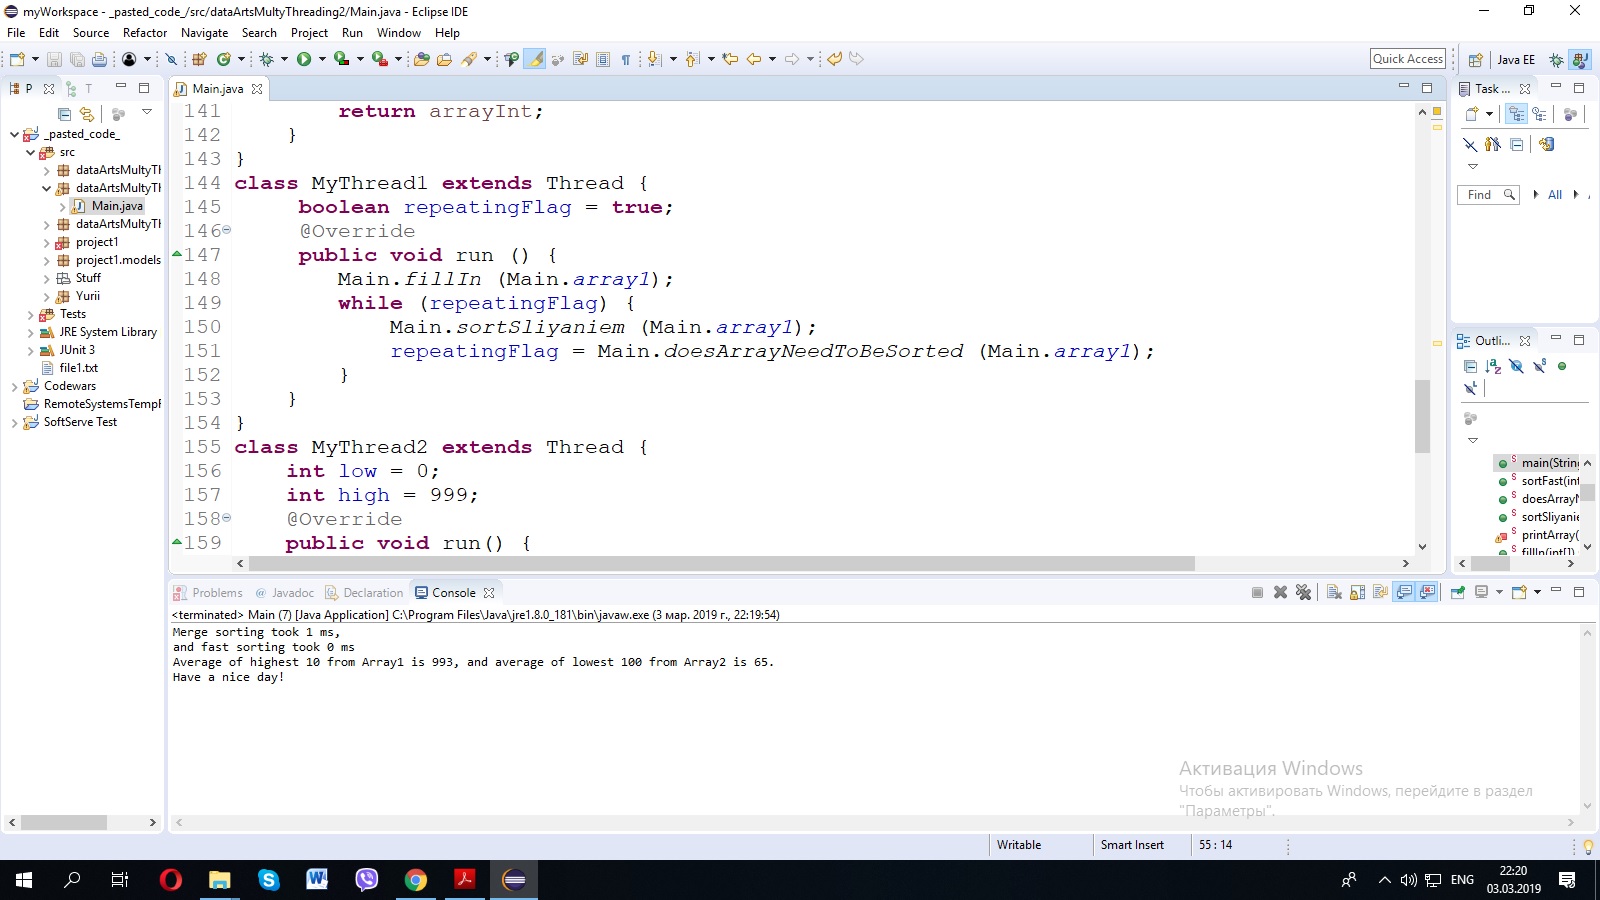 myWorkspace - _pasted_code_/src/dataArtsMultyThreading2/Main.java - Eclipse IDE
File Edit Source Refactor Navigate Search Project Run Window Help
Quick Access
Java EE
P
T
_pasted_code_
src
dataArtsMultyTh
dataArtsMultyTh
Main.java
dataArtsMultyTh
project1
project1.models
Stuff
Yurii
Tests
JRE System Library
JUnit 3
file1.txt
Codewars
RemoteSystemsTempF
SoftServe Test
Main.java
141 return arrayInt;
142 }
143 }
144 class MyThread1 extends Thread {
145 boolean repeatingFlag = true;
146 @Override
147 public void run () {
148 Main.fillIn (Main.array1);
149 while (repeatingFlag) {
150 Main.sortSliyaniem (Main.array1);
151 repeatingFlag = Main.doesArrayNeedToBeSorted (Main.array1);
152 }
153 }
154 }
155 class MyThread2 extends Thread {
156 int low = 0;
157 int high = 999;
158 @Override
159 public void run() {
Task ...
Find
All
Outli...
main(String
sortFast(int
doesArrayN
sortSliyanie
printArray(
fillIn(int[])
Problems @ Javadoc Declaration Console
<terminated> Main (7) [Java Application] C:\Program Files\Java\jre1.8.0_181\bin\javaw.exe (3 мар. 2019 г., 22:19:54)
Merge sorting took 1 ms,
and fast sorting took 0 ms
Average of highest 10 from Array1 is 993, and average of lowest 100 from Array2 is 65.
Have a nice day!
Активация Windows
Чтобы активировать Windows, перейдите в раздел
"Параметры".
Writable
Smart Insert
55 : 14
ENG
22:20
03.03.2019